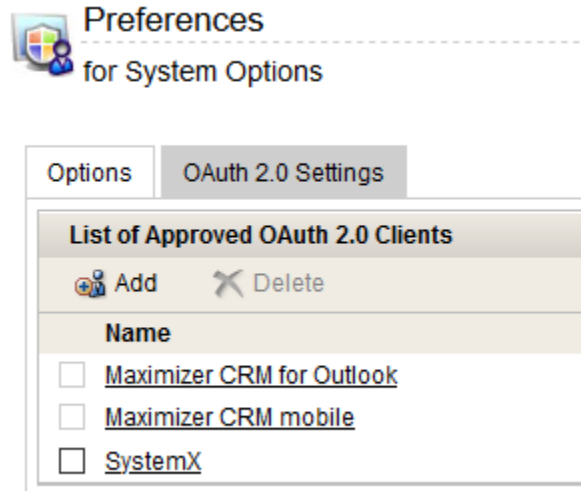 Preferences
for System Options
Options OAuth 2.0 Settings
List of Approved OAuth 2.0 Clients
Add Delete
Name
Maximizer CRM for Outlook
Maximizer CRM mobile
SystemX